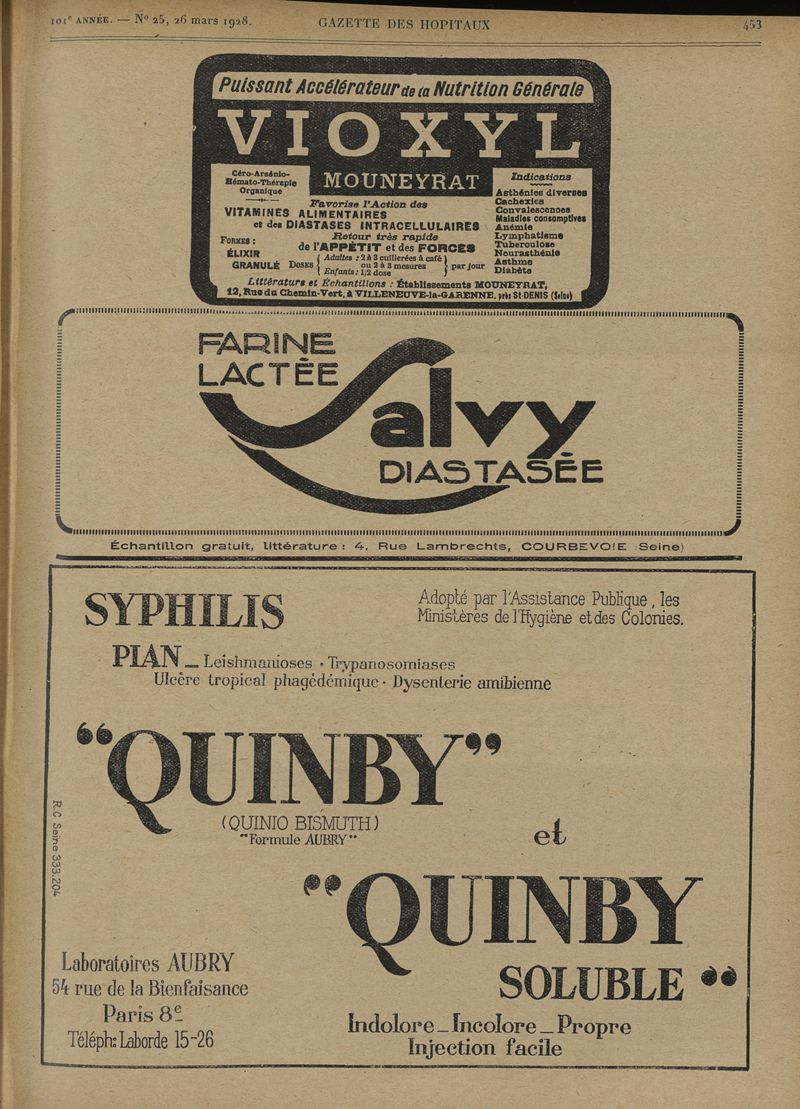 101e ANNÉE. — No 25, 26 mars 1928.
GAZETTE DES HOPITAUX
453
Puissant Accélérateur de la Nutrition Générale
VIOXYL
MOUNEYRAT
Céro-Arsénio-
Hémato-Thérapie
Organique
Favorise l'Action des
VITAMINES ALIMENTAIRES
et des DIASTASES INTRACELLULAIRES
Retour très rapide
de l'APPÉTIT et des FORCES
FORMES :
ÉLIXIR
GRANULÉ
DOSES
Adultes : 2 à 3 cuillerées à café
ou 2 à 3 mesures
Enfants : 1/2 dose
par jour
Indications
Asthénies diverses
Cachexies
Convalescences
Maladies consomptives
Anémie
Lymphatisme
Tuberculose
Neurasthénie
Asthme
Diabète
Littérature et Échantillons : Établissements MOUNEYRAT,
12, Rue du Chemin-Vert, à VILLENEUVE-la-GARENNE, près St-DENIS (Seine)
FARINE
LACTÉE
Salvy
DIASTASÉE
Échantillon gratuit, littérature : 4, Rue Lambrechts, COURBEVOIE Seine)
SYPHILIS
Adopté par l'Assistance Publique, les
Ministères de l'Hygiène et des Colonies.
PIAN — Leishmanioses • Trypanosomiases
Ulcère tropical phagédémique • Dysenterie amibienne
"QUINBY"
(QUINIO BISMUTH)
"Formule AUBRY"
et
"QUINBY
SOLUBLE "
R.C Seine 333.204
Laboratoires AUBRY
54 rue de la Bienfaisance
Paris 8e
Téléph: Laborde 15-26
Indolore — Incolore — Propre
Injection facile